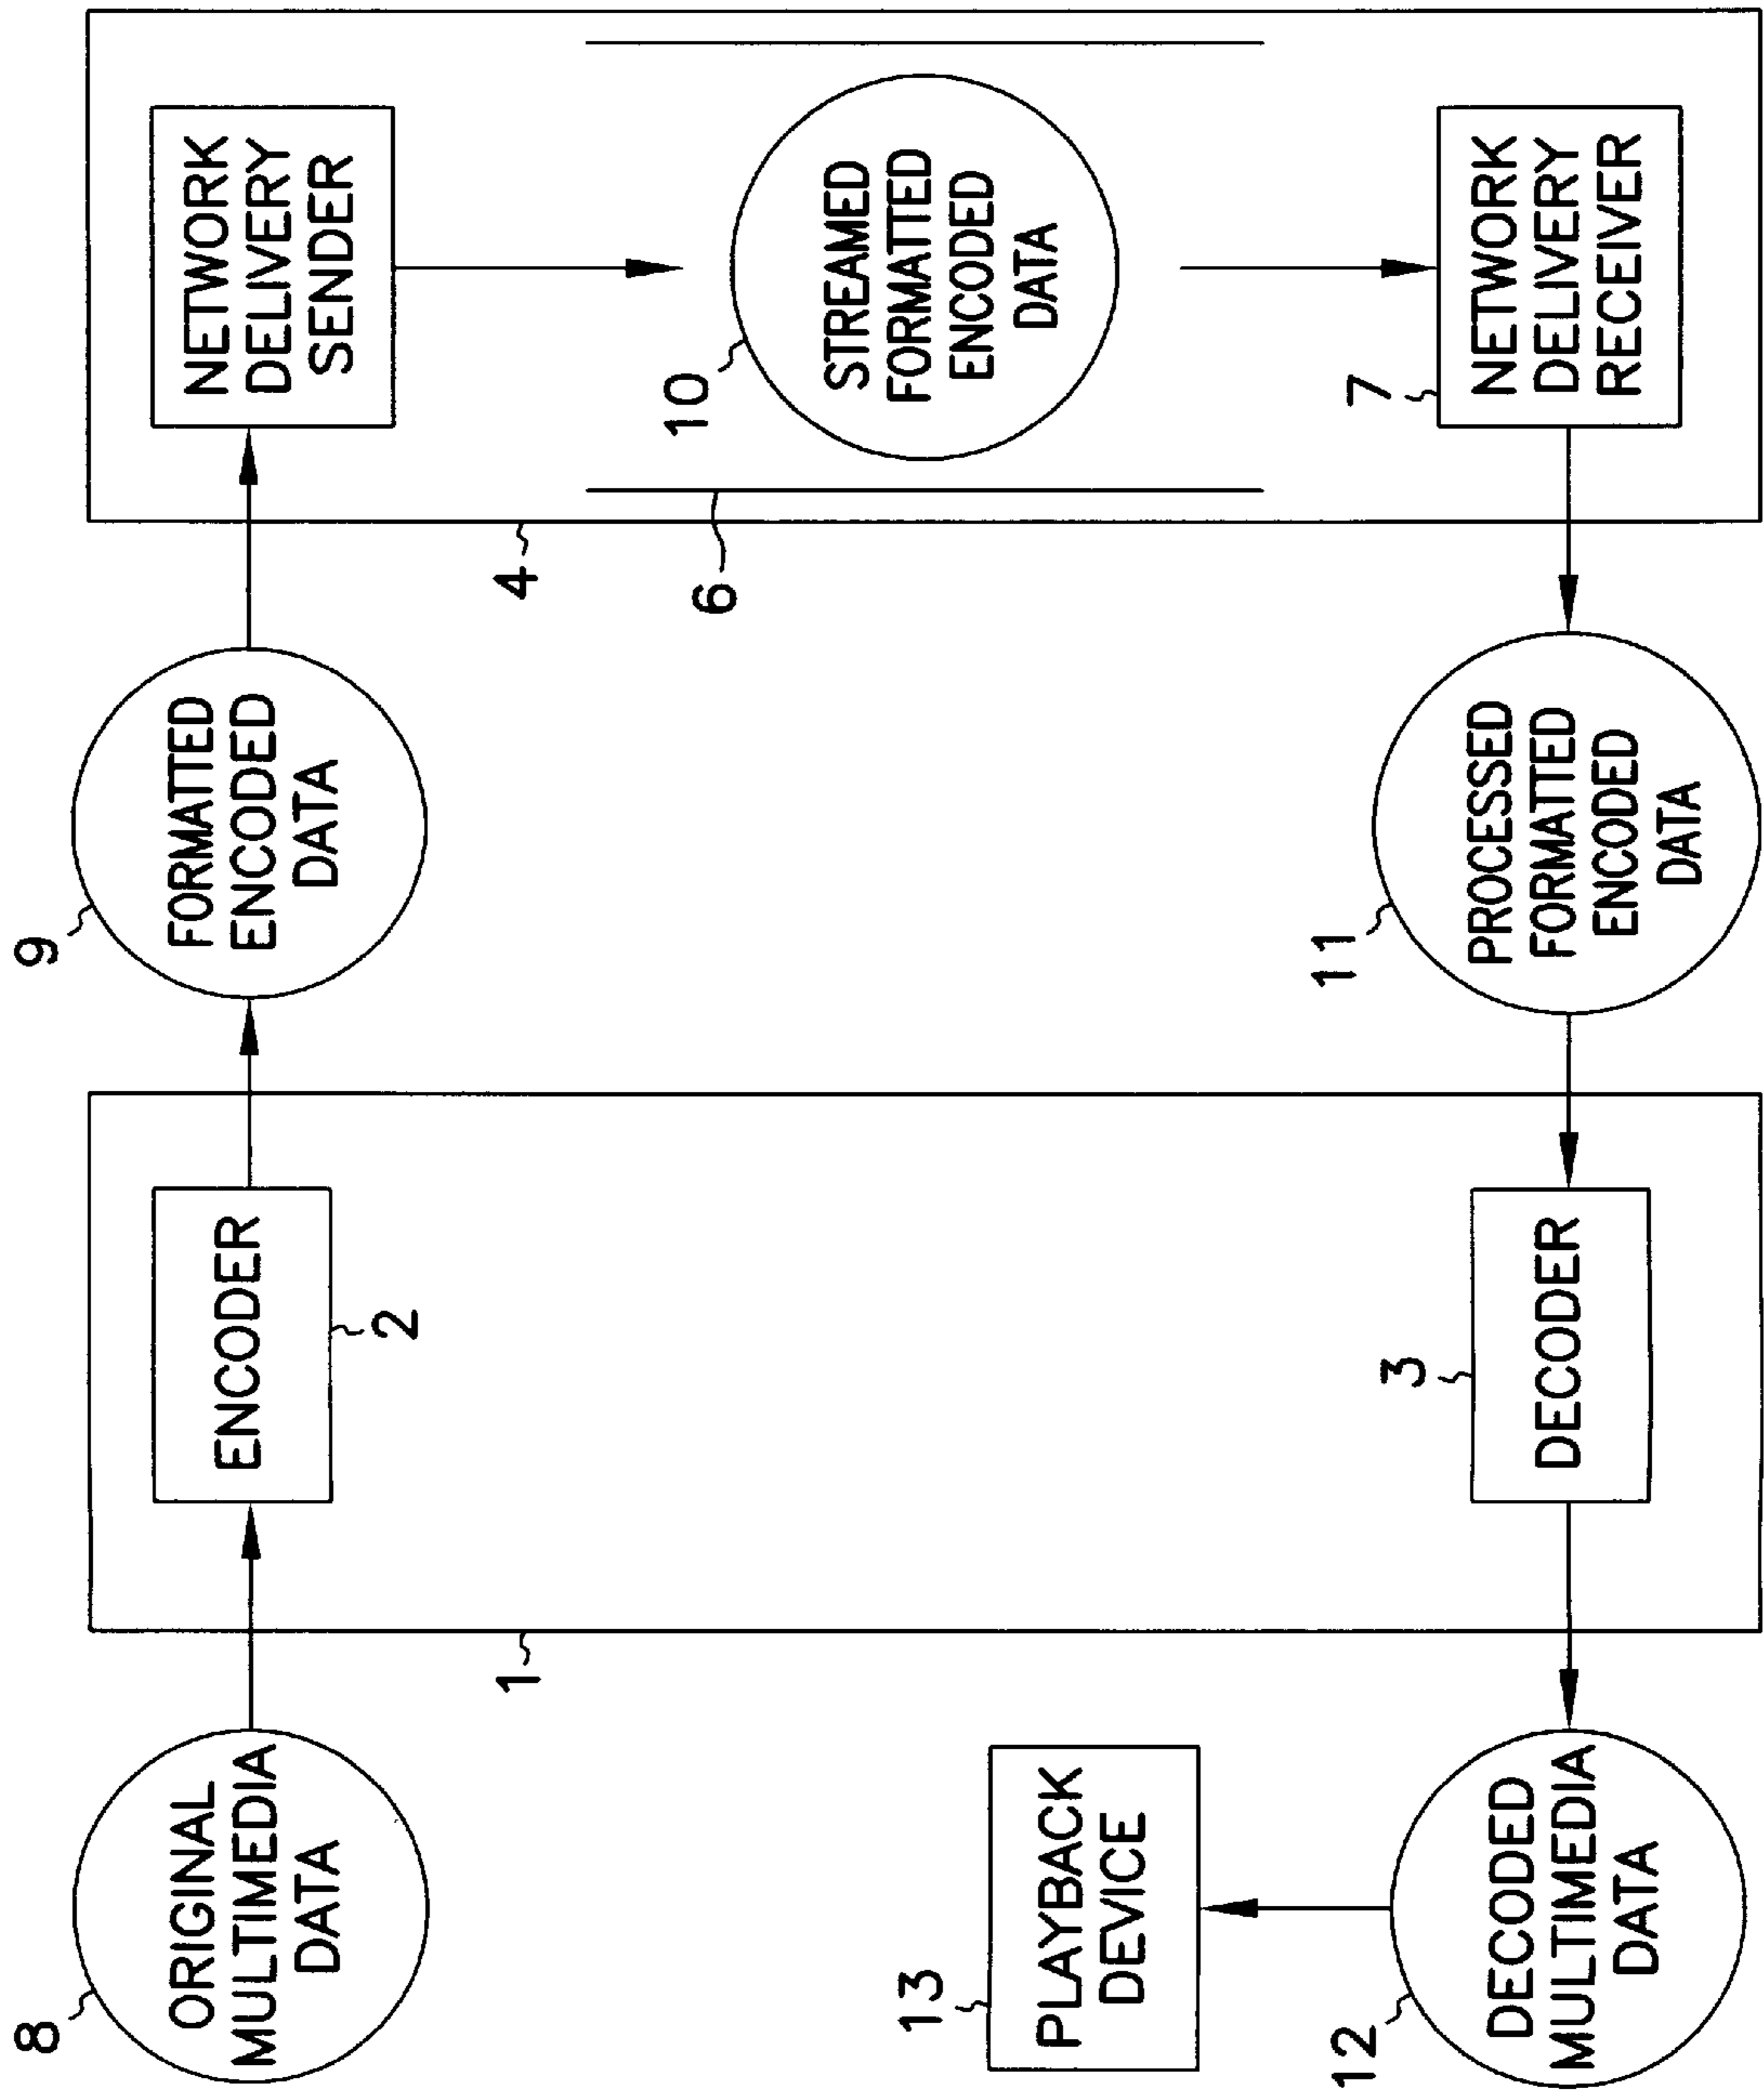 8
ORIGINAL
MULTIMEDIA
DATA
1
ENCODER
2
9
FORMATTED
ENCODED
DATA
4
NETWORK
DELIVERY
SENDER
6
10
STREAMED
FORMATTED
ENCODED
DATA
7
NETWORK
DELIVERY
RECEIVER
11
PROCESSED
FORMATTED
ENCODED
DATA
3
DECODER
12
DECODED
MULTIMEDIA
DATA
13
PLAYBACK
DEVICE